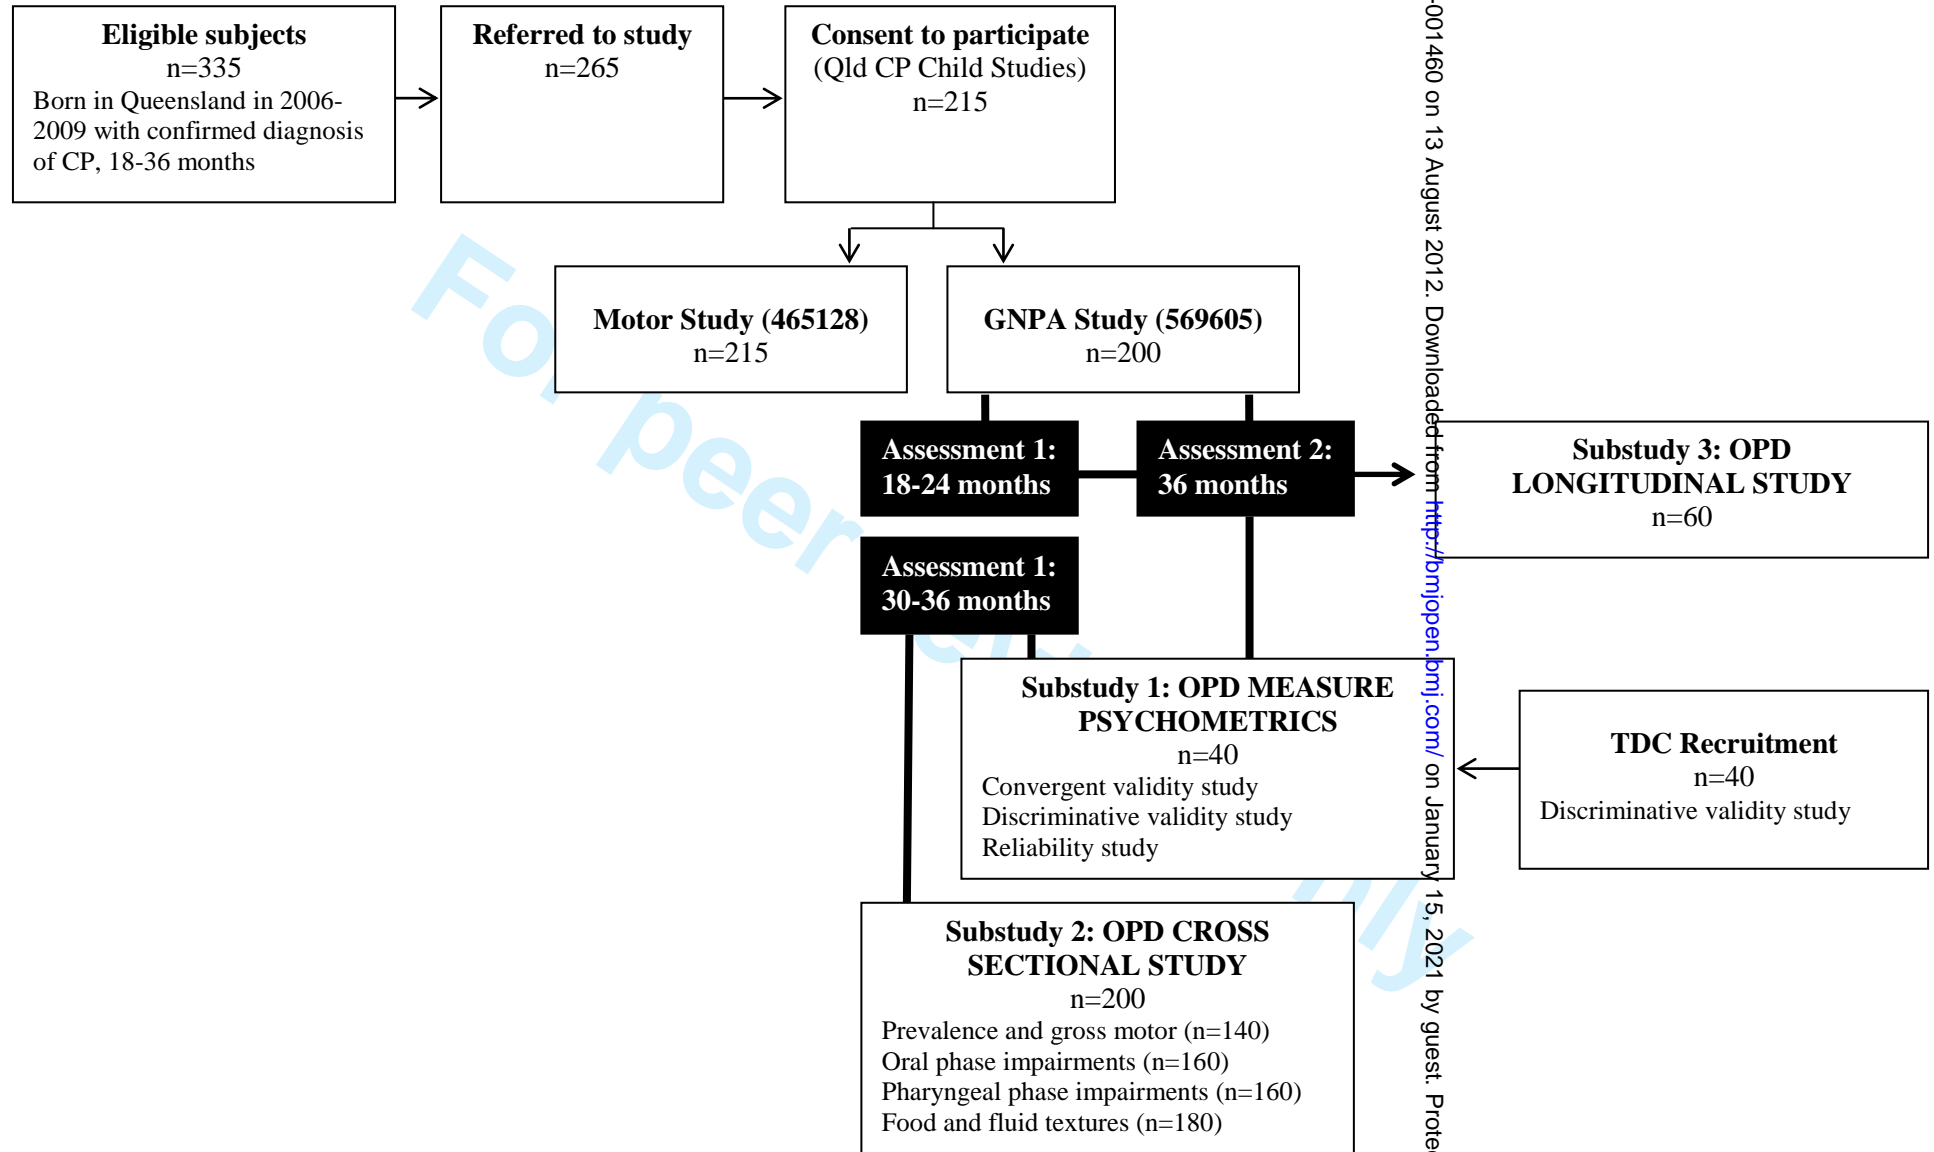 Eligible subjects
n=335
Born in Queensland in 2006-
2009 with confirmed diagnosis
of CP, 18-36 months
Referred to study
n=265
Consent to participate
(Qld CP Child Studies)
n=215
Motor Study (465128)
n=215
GNPA Study (569605)
n=200
Assessment 1:
18-24 months
Assessment 2:
36 months
Substudy 3: OPD
LONGITUDINAL STUDY
n=60
Assessment 1:
30-36 months
Substudy 1: OPD MEASURE
PSYCHOMETRICS
n=40
Convergent validity study
Discriminative validity study
Reliability study
TDC Recruitment
n=40
Discriminative validity study
Substudy 2: OPD CROSS
SECTIONAL STUDY
n=200
Prevalence and gross motor (n=140)
Oral phase impairments (n=160)
Pharyngeal phase impairments (n=160)
Food and fluid textures (n=180)
-001460 on 13 August 2012. Downloaded from http://bmjopen.bmj.com/ on January 15, 2021 by guest. Prote
For peer
only